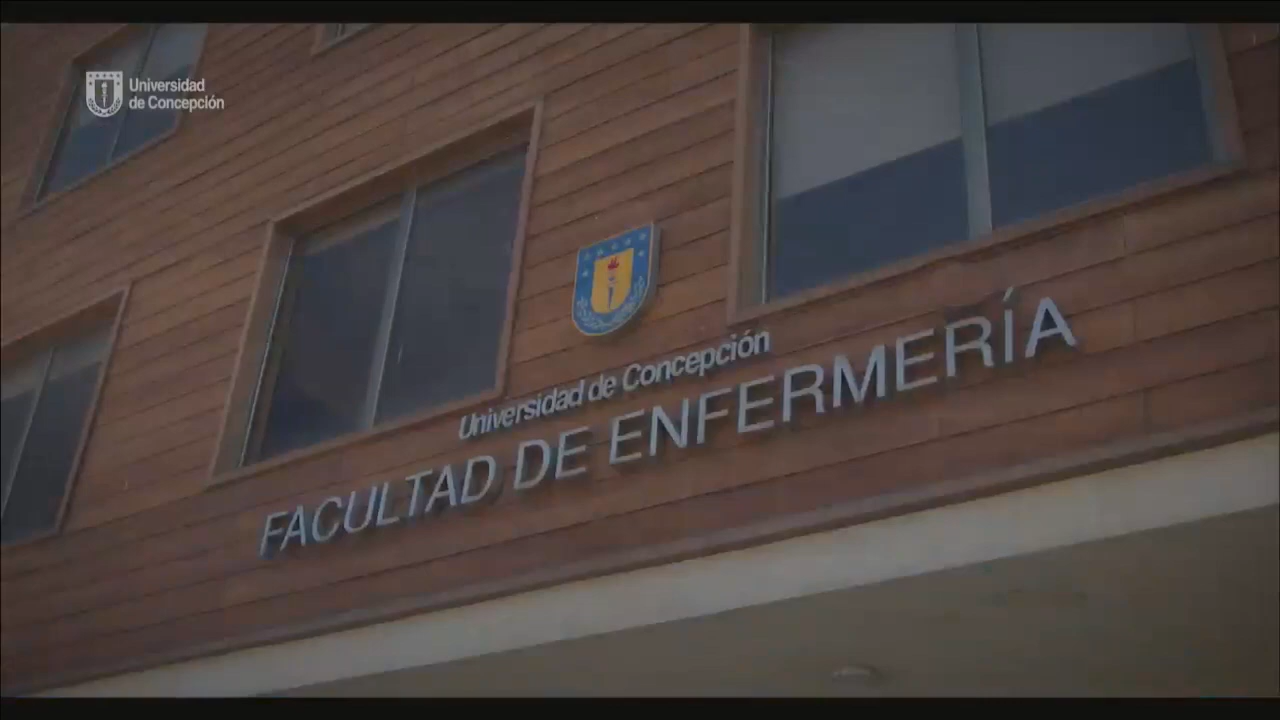 Universidad
de Concepción
Universidad de Concepción
FACULTAD DE ENFERMERÍA